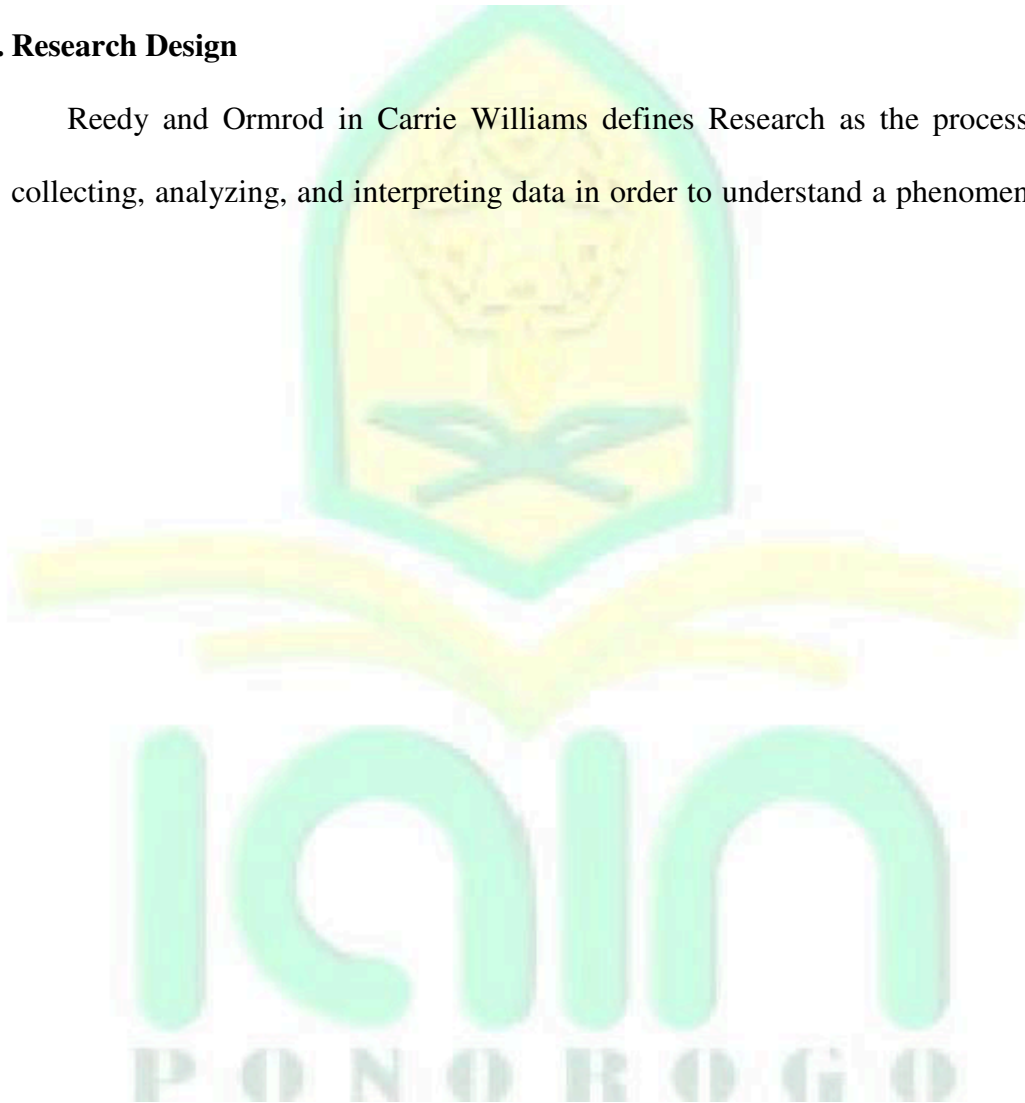 . Research Design
Reedy and Ormrod in Carrie Williams defines Research as the process
collecting, analyzing, and interpreting data in order to understand a phenomen
IAIN
PONOROGO